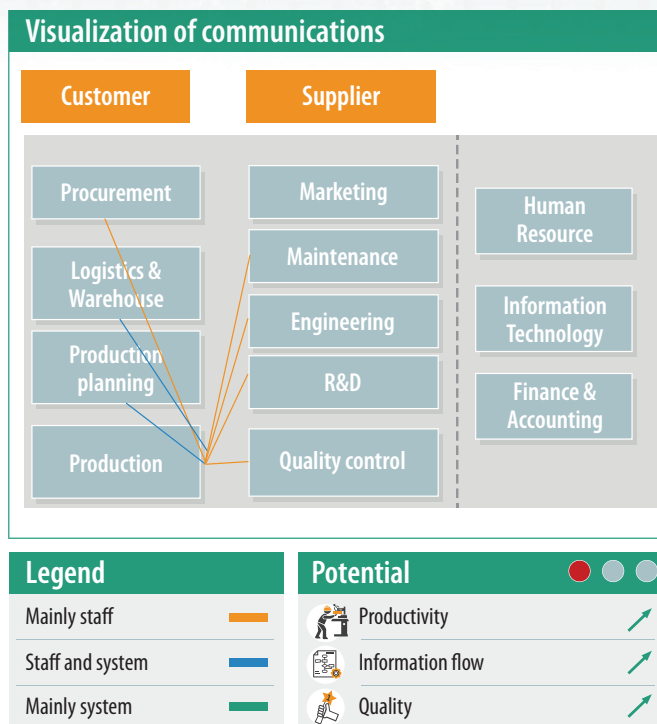 Visualization of communications
Customer
Supplier
Procurement
Logistics &
Warehouse
Production
planning
Production
Marketing
Maintenance
Engineering
R&D
Quality control
Human
Resource
Information
Technology
Finance &
Accounting
Legend
Mainly staff
Staff and system
Mainly system
Potential
Productivity
Information flow
Quality